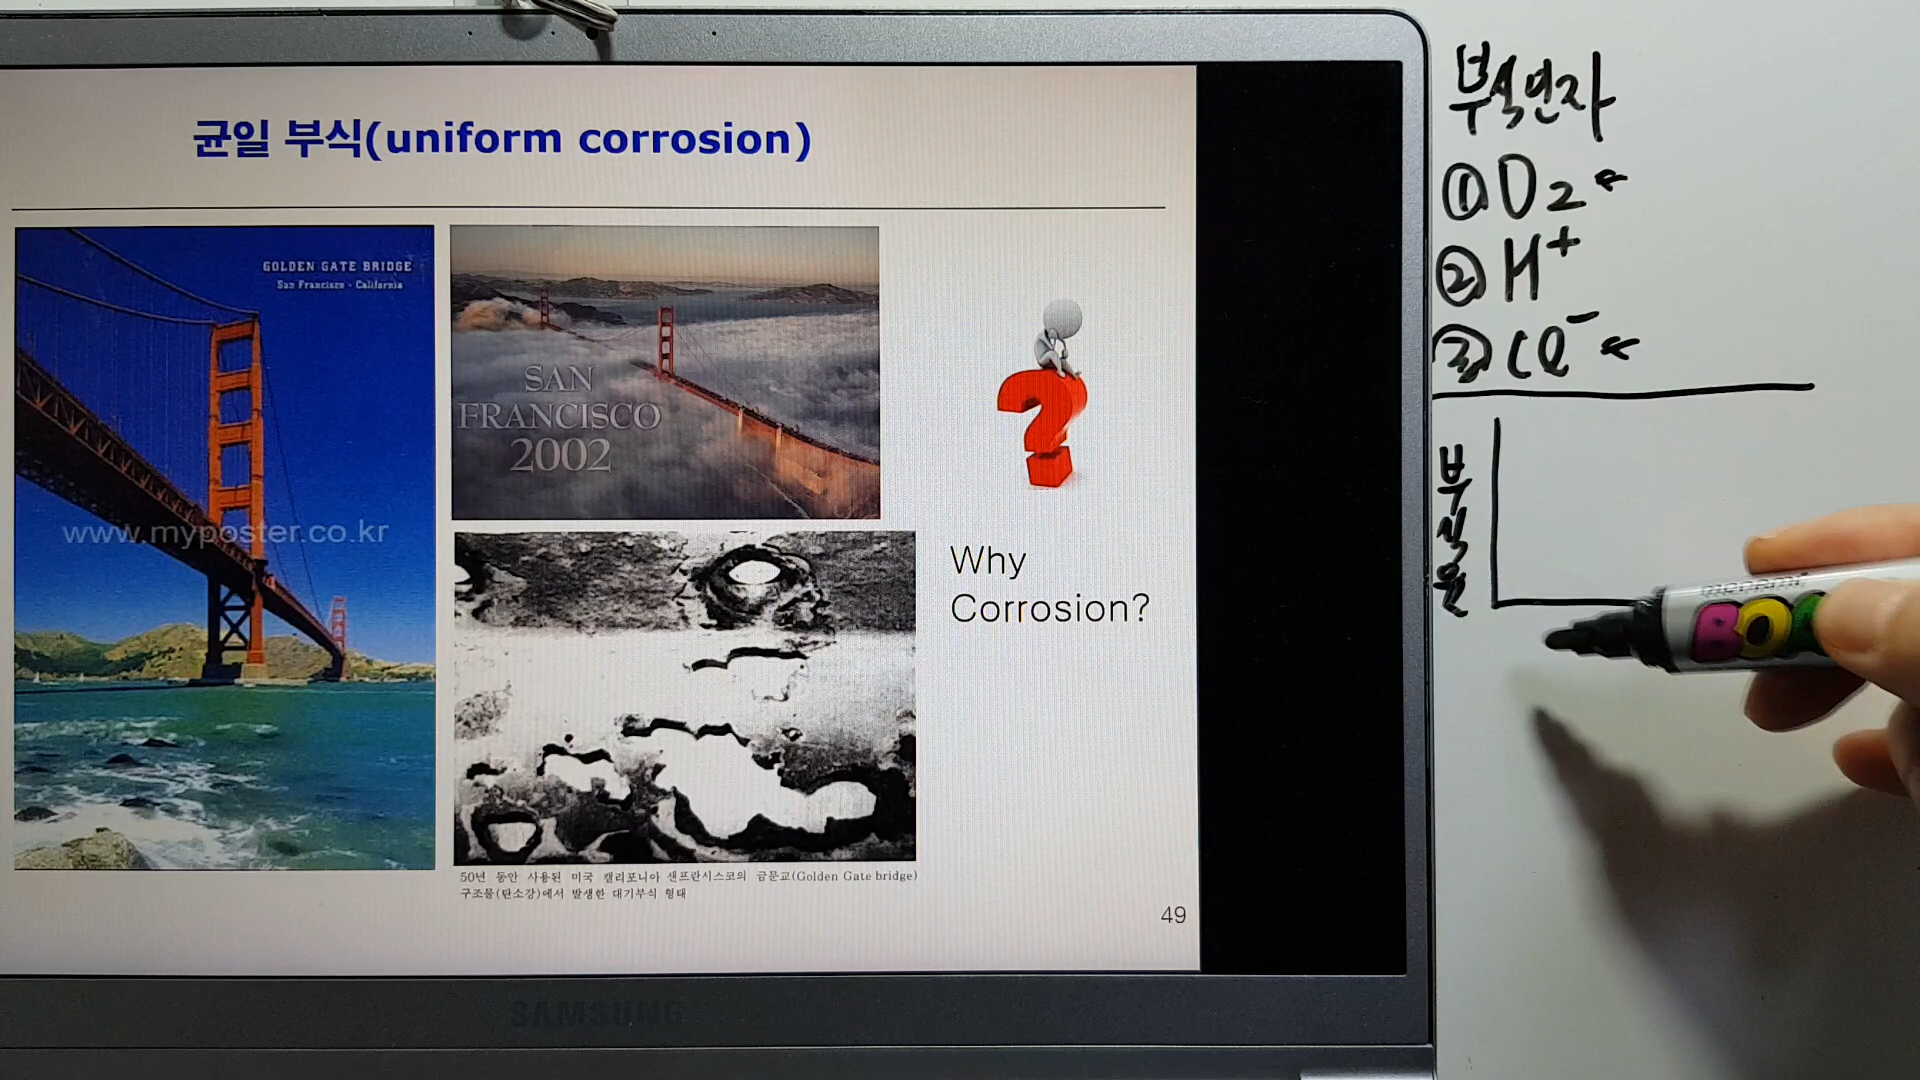 균일 부식(uniform corrosion)
GOLDEN GATE BRIDGE
San Francisco - California
www.myposter.co.kr
SAN
FRANCISCO
2002
Why
Corrosion?
50년 동안 사용된 미국 캘리포니아 샌프란시스코의 금문교(Golden Gate bridge)
구조물(탄소강)에서 발생한 대기부식 형태
49
SAMSUNG
부식인자
① O2 ←
② H+
③ Cl- ←
부식율